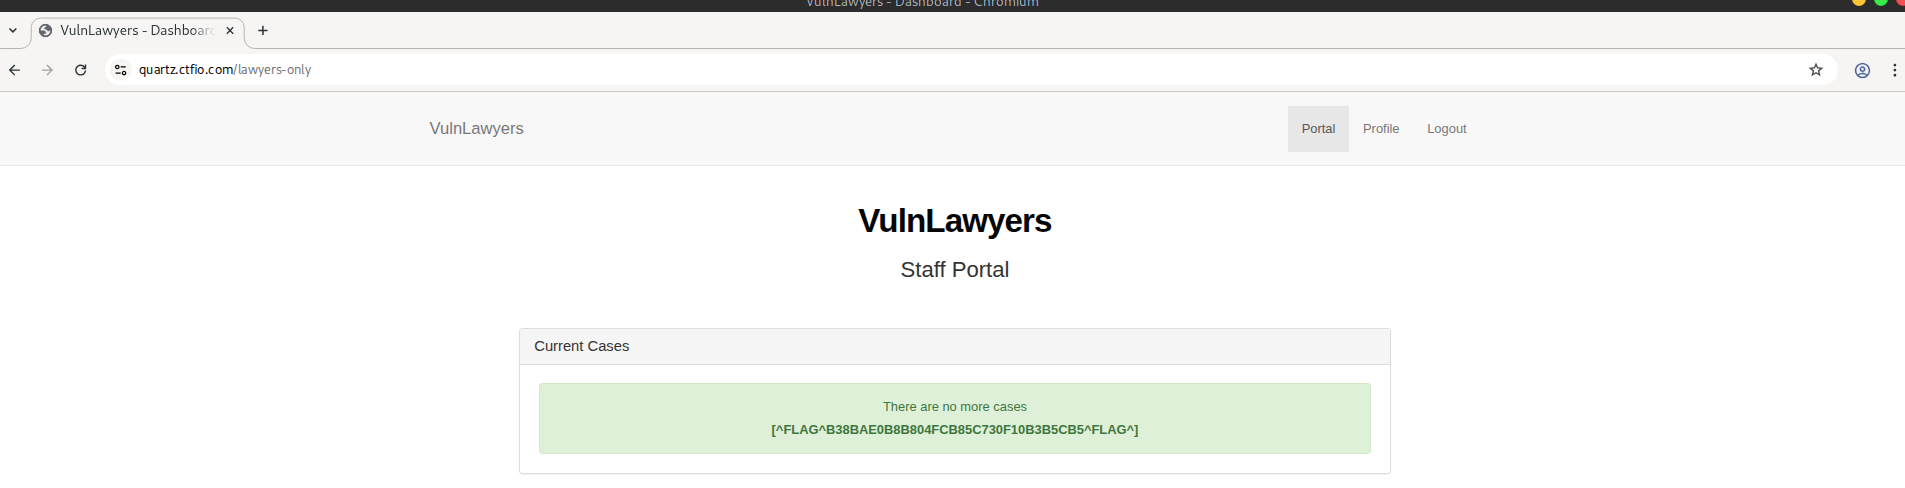 VulnLawyers - Dashboard - Chromium
VulnLawyers - Dashboard
quartz.ctfio.com/lawyers-only
VulnLawyers
Portal
Profile
Logout
VulnLawyers
Staff Portal
Current Cases
There are no more cases
[^FLAG^B38BAE0B8B804FCB85C730F10B3B5CB5^FLAG^]